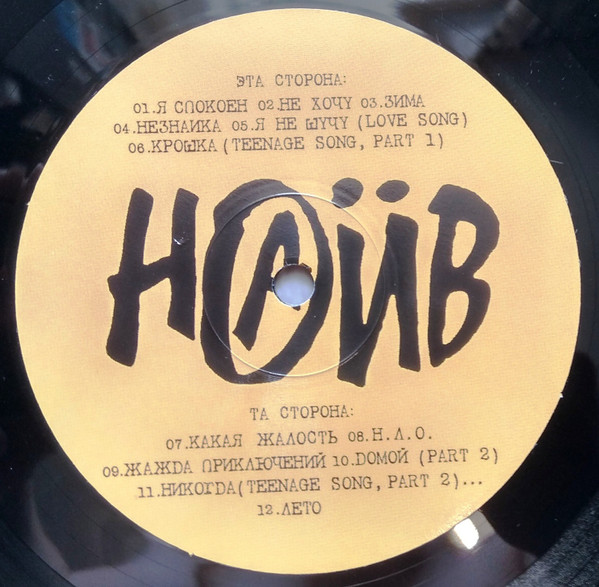 ЭТА СТОРОНА:
01.Я СПОКОЕН 02.НЕ ХОЧУ 03.ЗИМА
04.НЕЗНАЙКА 05.Я НЕ ШУЧУ (LOVE SONG)
06.КРОШКА (TEENAGE SONG, PART 1)
НАЙВ
ТА СТОРОНА:
07.КАКАЯ ЖАЛОСТЬ 08.Н.Л.О.
09.ЖАЖДА ПРИКЛЮЧЕНИЙ 10.DОМОЙ (PART 2)
11.НИКОГДА(TEENAGE SONG, PART 2)...
12.ЛЕТО